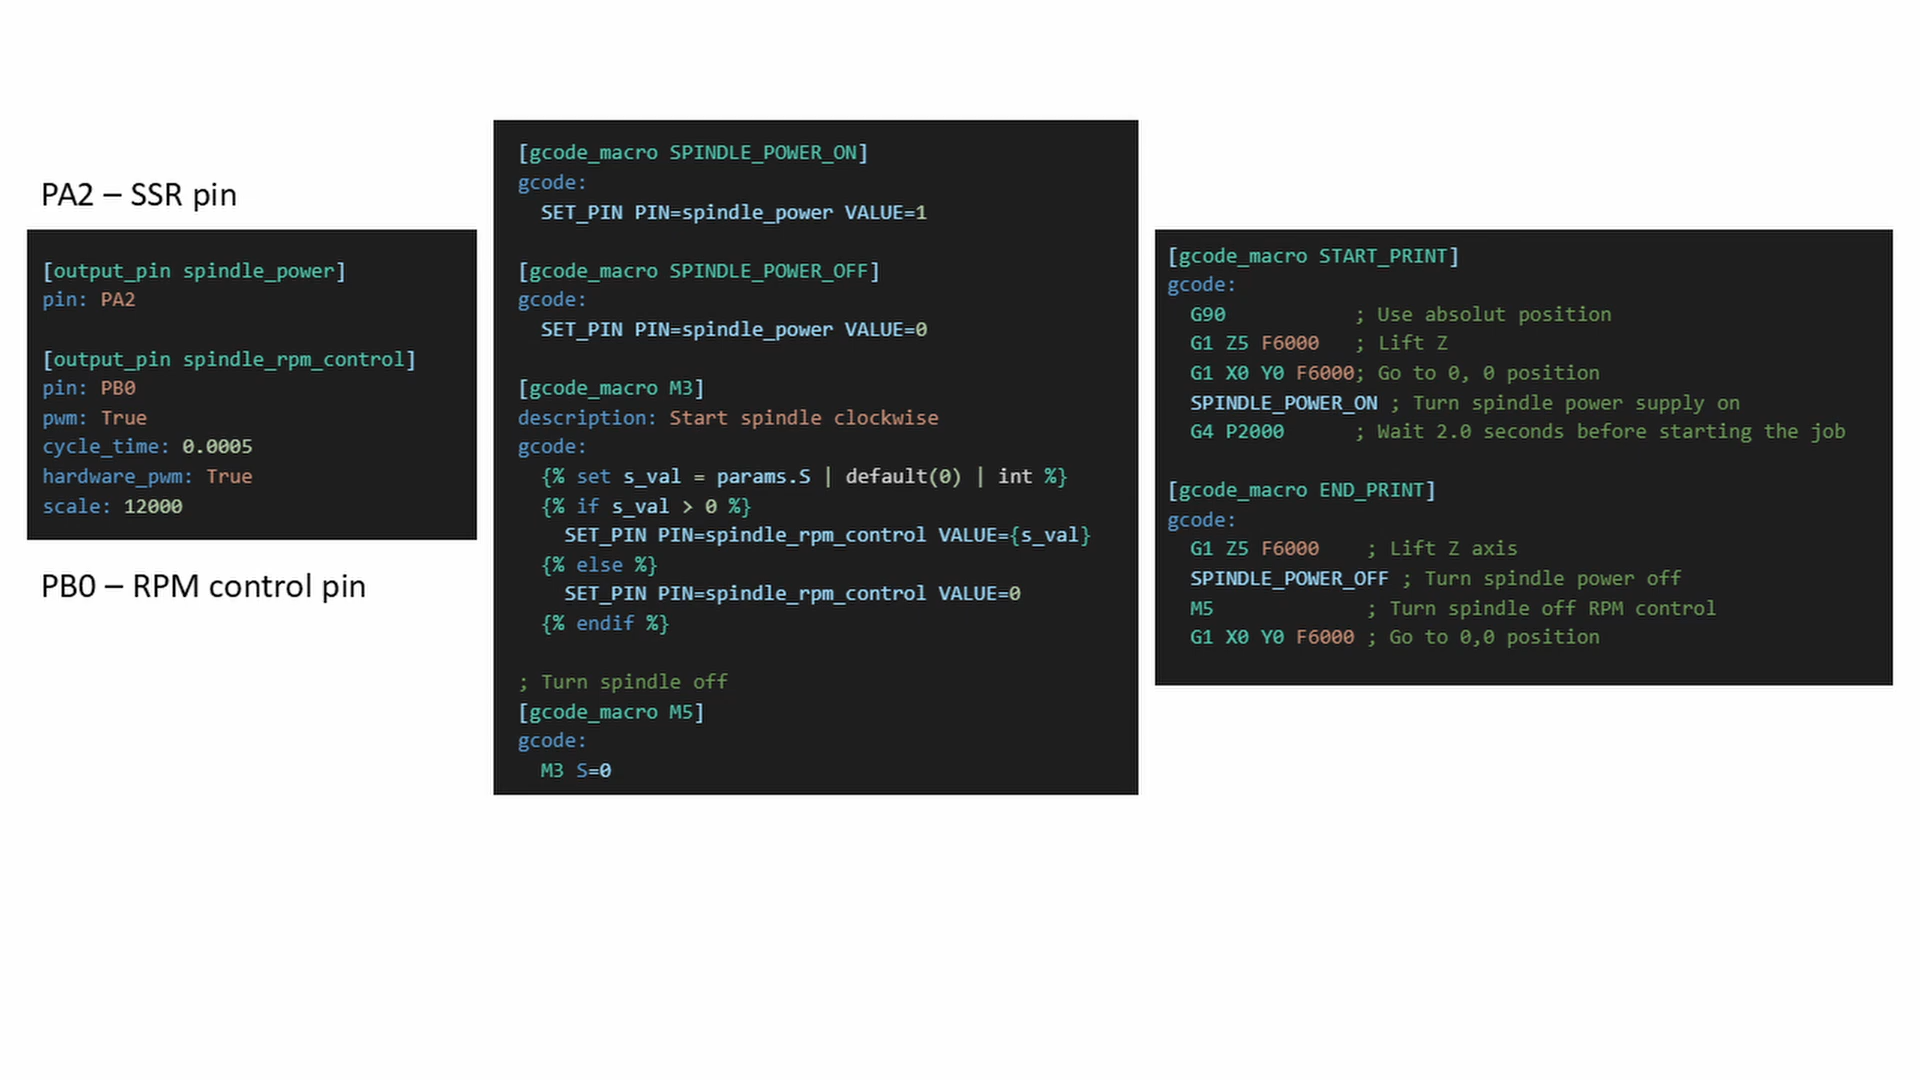 PA2 – SSR pin
[output_pin spindle_power]
pin: PA2
[output_pin spindle_rpm_control]
pin: PB0
pwm: True
cycle_time: 0.0005
hardware_pwm: True
scale: 12000
PB0 – RPM control pin
[gcode_macro SPINDLE_POWER_ON]
gcode:
  SET_PIN PIN=spindle_power VALUE=1
[gcode_macro SPINDLE_POWER_OFF]
gcode:
  SET_PIN PIN=spindle_power VALUE=0
[gcode_macro M3]
description: Start spindle clockwise
gcode:
  {% set s_val = params.S | default(0) | int %}
  {% if s_val > 0 %}
    SET_PIN PIN=spindle_rpm_control VALUE={s_val}
  {% else %}
    SET_PIN PIN=spindle_rpm_control VALUE=0
  {% endif %}
; Turn spindle off
[gcode_macro M5]
gcode:
  M3 S=0
[gcode_macro START_PRINT]
gcode:
  G90           ; Use absolut position
  G1 Z5 F6000   ; Lift Z
  G1 X0 Y0 F6000; Go to 0, 0 position
  SPINDLE_POWER_ON ; Turn spindle power supply on
  G4 P2000      ; Wait 2.0 seconds before starting the job
[gcode_macro END_PRINT]
gcode:
  G1 Z5 F6000    ; Lift Z axis
  SPINDLE_POWER_OFF ; Turn spindle power off
  M5             ; Turn spindle off RPM control
  G1 X0 Y0 F6000 ; Go to 0,0 position